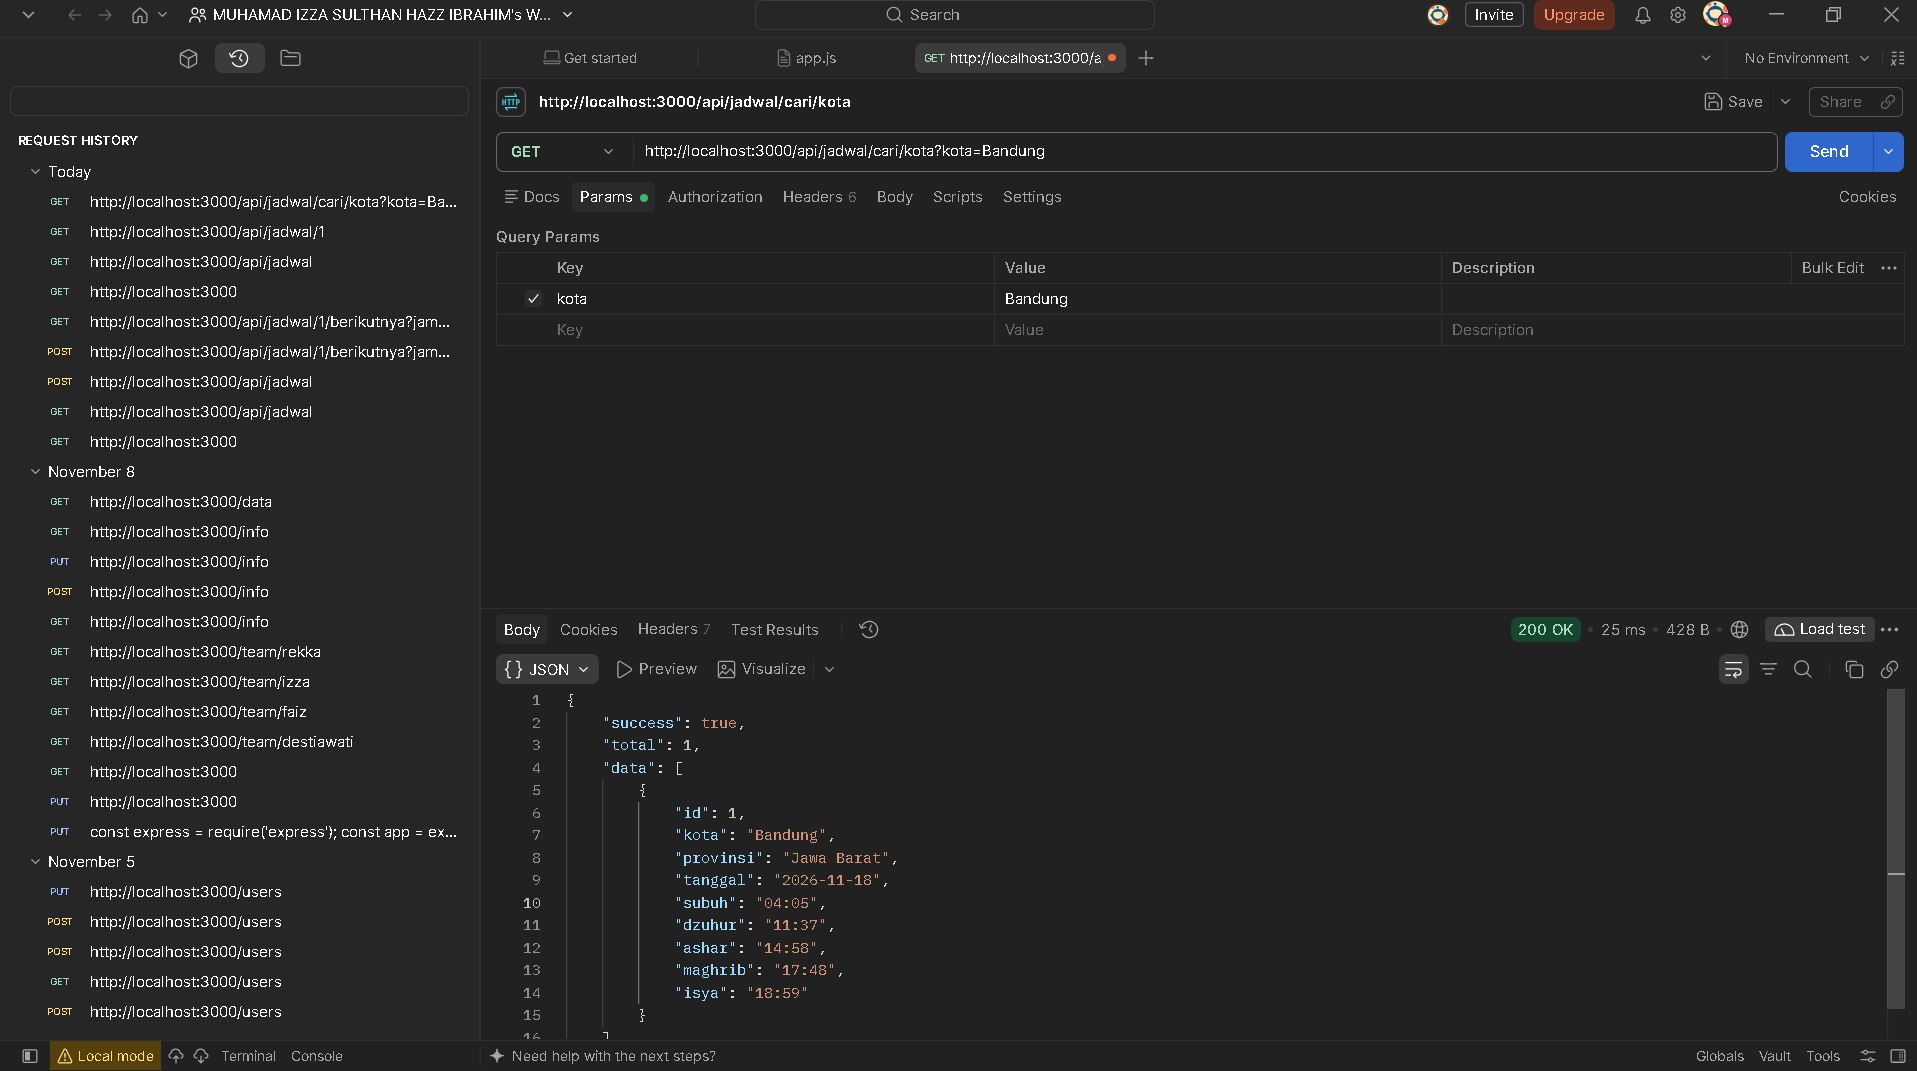 MUHAMAD IZZA SULTHAN HAZZ IBRAHIM's W...
Search
Invite
Upgrade
Get started
app.js
GET http://localhost:3000/a
No Environment
HTTP
http://localhost:3000/api/jadwal/cari/kota
Save
Share
REQUEST HISTORY
GET
http://localhost:3000/api/jadwal/cari/kota?kota=Bandung
Send
Today
GET http://localhost:3000/api/jadwal/cari/kota?kota=Ba...
GET http://localhost:3000/api/jadwal/1
GET http://localhost:3000/api/jadwal
GET http://localhost:3000
GET http://localhost:3000/api/jadwal/1/berikutnya?jam...
POST http://localhost:3000/api/jadwal/1/berikutnya?jam...
POST http://localhost:3000/api/jadwal
GET http://localhost:3000/api/jadwal
GET http://localhost:3000
November 8
GET http://localhost:3000/data
GET http://localhost:3000/info
PUT http://localhost:3000/info
POST http://localhost:3000/info
GET http://localhost:3000/info
GET http://localhost:3000/team/rekka
GET http://localhost:3000/team/izza
GET http://localhost:3000/team/faiz
GET http://localhost:3000/team/destiawati
GET http://localhost:3000
PUT http://localhost:3000
PUT const express = require('express'); const app = ex...
November 5
PUT http://localhost:3000/users
POST http://localhost:3000/users
POST http://localhost:3000/users
GET http://localhost:3000/users
POST http://localhost:3000/users
Docs Params Authorization Headers 6 Body Scripts Settings Cookies
Query Params
Key Value Description Bulk Edit
kota Bandung
Key Value Description
Body Cookies Headers 7 Test Results 200 OK 25 ms 428 B Load test
{} JSON Preview Visualize
1 {
2 "success": true,
3 "total": 1,
4 "data": [
5 {
6 "id": 1,
7 "kota": "Bandung",
8 "provinsi": "Jawa Barat",
9 "tanggal": "2026-11-18",
10 "subuh": "04:05",
11 "dzuhur": "11:37",
12 "ashar": "14:58",
13 "maghrib": "17:48",
14 "isya": "18:59"
15 }
16 ]
Local mode Terminal Console Need help with the next steps? Globals Vault Tools